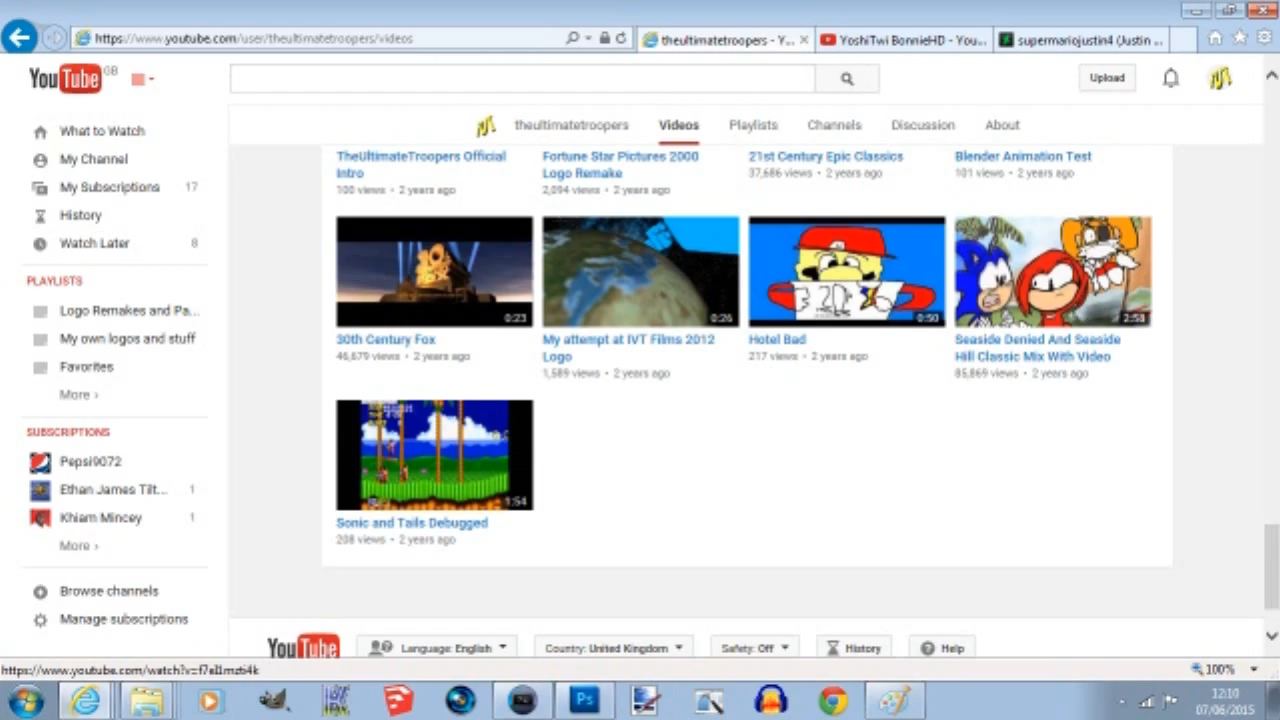 https://www.youtube.com/user/theultimatetroopers/videos
theultimatetroopers - Y...
YoshiTwi BonnieHD - You...
supermariojustin4 (Justin ...
YouTube GB
Upload
theultimatetroopers
Videos
Playlists
Channels
Discussion
About
What to Watch
My Channel
My Subscriptions 17
History
Watch Later 8
PLAYLISTS
Logo Remakes and Pa...
My own logos and stuff
Favorites
More ›
SUBSCRIPTIONS
Pepsi9072
Ethan James Tilt... 1
Khiam Mincey 1
More ›
Browse channels
Manage subscriptions
TheUltimateTroopers Official
Intro
100 views • 2 years ago
Fortune Star Pictures 2000
Logo Remake
2,094 views • 2 years ago
21st Century Epic Classics
37,686 views • 2 years ago
Blender Animation Test
101 views • 2 years ago
0:23
30th Century Fox
46,679 views • 2 years ago
0:26
My attempt at IVT Films 2012
Logo
1,589 views • 2 years ago
0:50
Hotel Bad
217 views • 2 years ago
2:58
Seaside Denied And Seaside
Hill Classic Mix With Video
85,869 views • 2 years ago
1:54
Sonic and Tails Debugged
208 views • 2 years ago
YouTube
Language: English
Country: United Kingdom
Safety: Off
History
Help
100%
Ps
12:10
07/06/2015